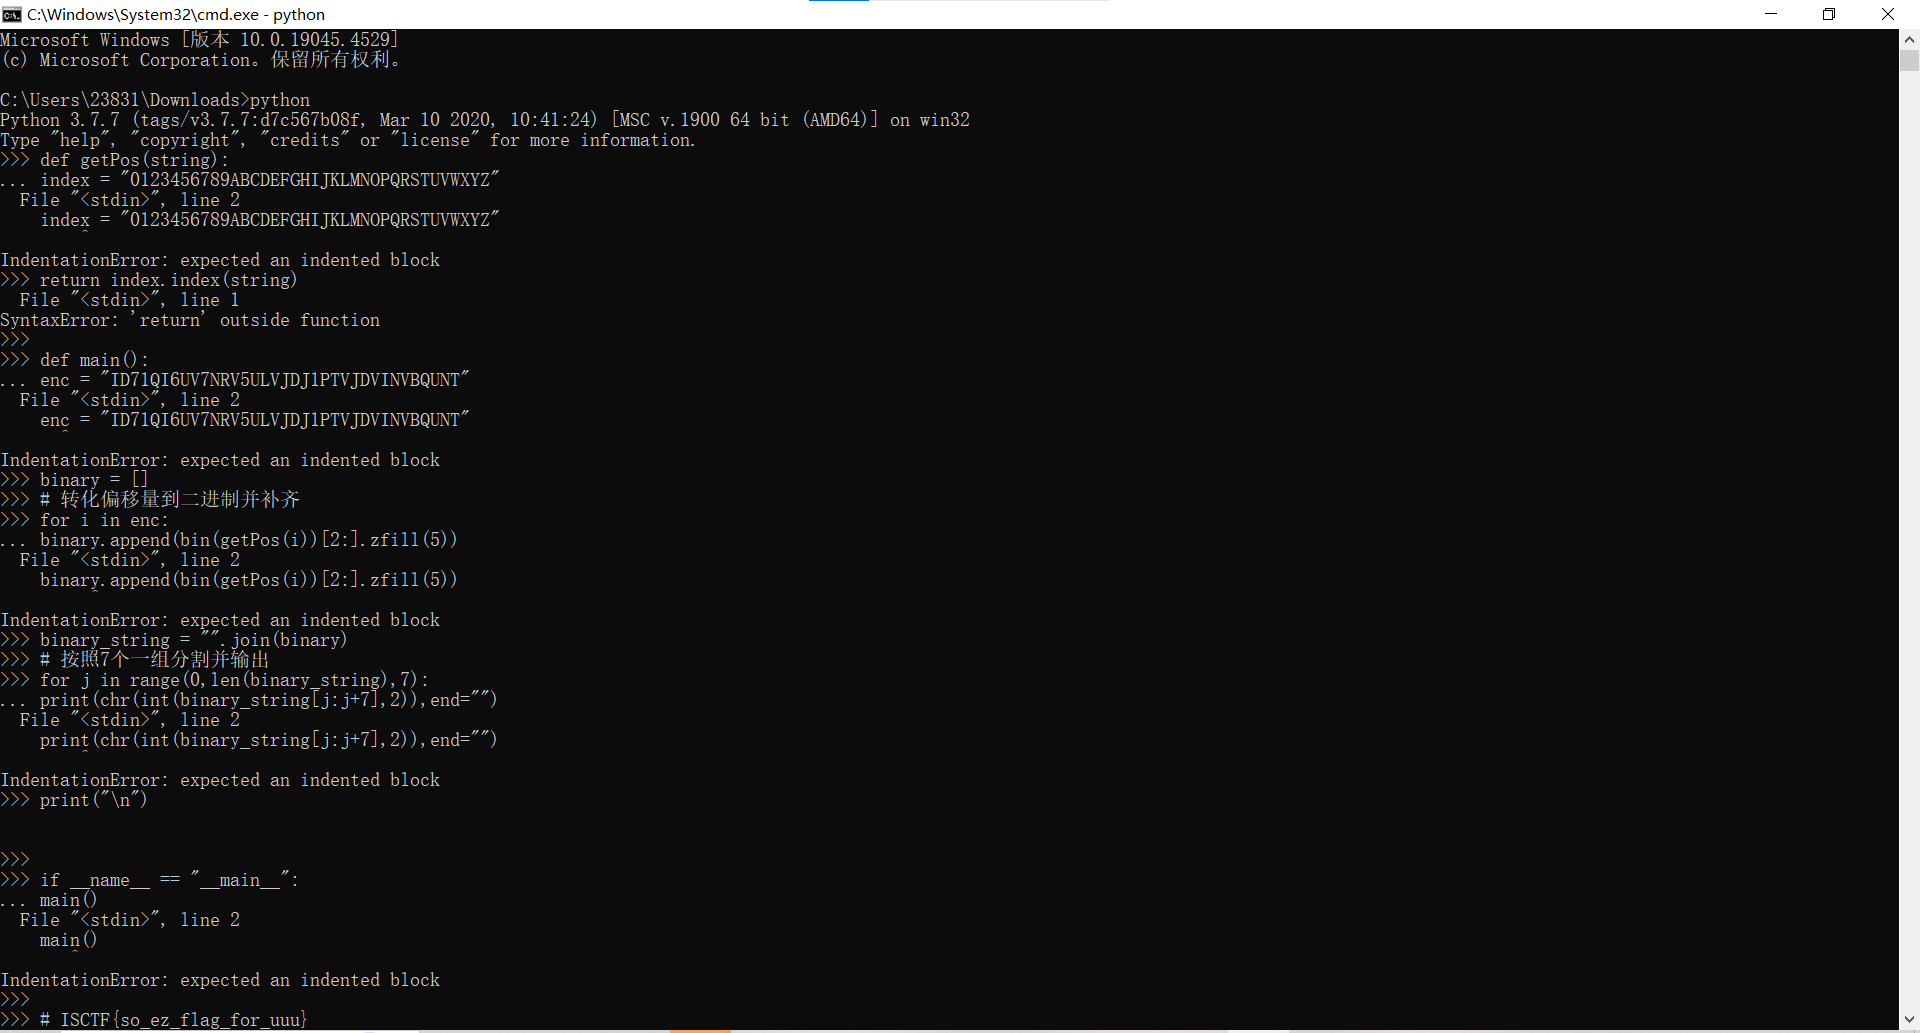 C:\Windows\System32\cmd.exe - python
Microsoft Windows [版本 10.0.19045.4529]
(c) Microsoft Corporation。保留所有权利。
C:\Users\23831\Downloads>python
Python 3.7.7 (tags/v3.7.7:d7c567b08f, Mar 10 2020, 10:41:24) [MSC v.1900 64 bit (AMD64)] on win32
Type "help", "copyright", "credits" or "license" for more information.
>>> def getPos(string):
... index = "0123456789ABCDEFGHIJKLMNOPQRSTUVWXYZ"
  File "<stdin>", line 2
    index = "0123456789ABCDEFGHIJKLMNOPQRSTUVWXYZ"
        ^
IndentationError: expected an indented block
>>> return index.index(string)
  File "<stdin>", line 1
SyntaxError: 'return' outside function
>>>
>>> def main():
... enc = "ID71QI6UV7NRV5ULVJDJ1PTVJDVINVBQUNT"
  File "<stdin>", line 2
    enc = "ID71QI6UV7NRV5ULVJDJ1PTVJDVINVBQUNT"
      ^
IndentationError: expected an indented block
>>> binary = []
>>> # 转化偏移量到二进制并补齐
>>> for i in enc:
... binary.append(bin(getPos(i))[2:].zfill(5))
  File "<stdin>", line 2
    binary.append(bin(getPos(i))[2:].zfill(5))
         ^
IndentationError: expected an indented block
>>> binary_string = "".join(binary)
>>> # 按照7个一组分割并输出
>>> for j in range(0,len(binary_string),7):
... print(chr(int(binary_string[j:j+7],2)),end="")
  File "<stdin>", line 2
    print(chr(int(binary_string[j:j+7],2)),end="")
        ^
IndentationError: expected an indented block
>>> print("\n")
>>>
>>> if __name__ == "__main__":
... main()
  File "<stdin>", line 2
    main()
       ^
IndentationError: expected an indented block
>>>
>>> # ISCTF{so_ez_flag_for_uuu}